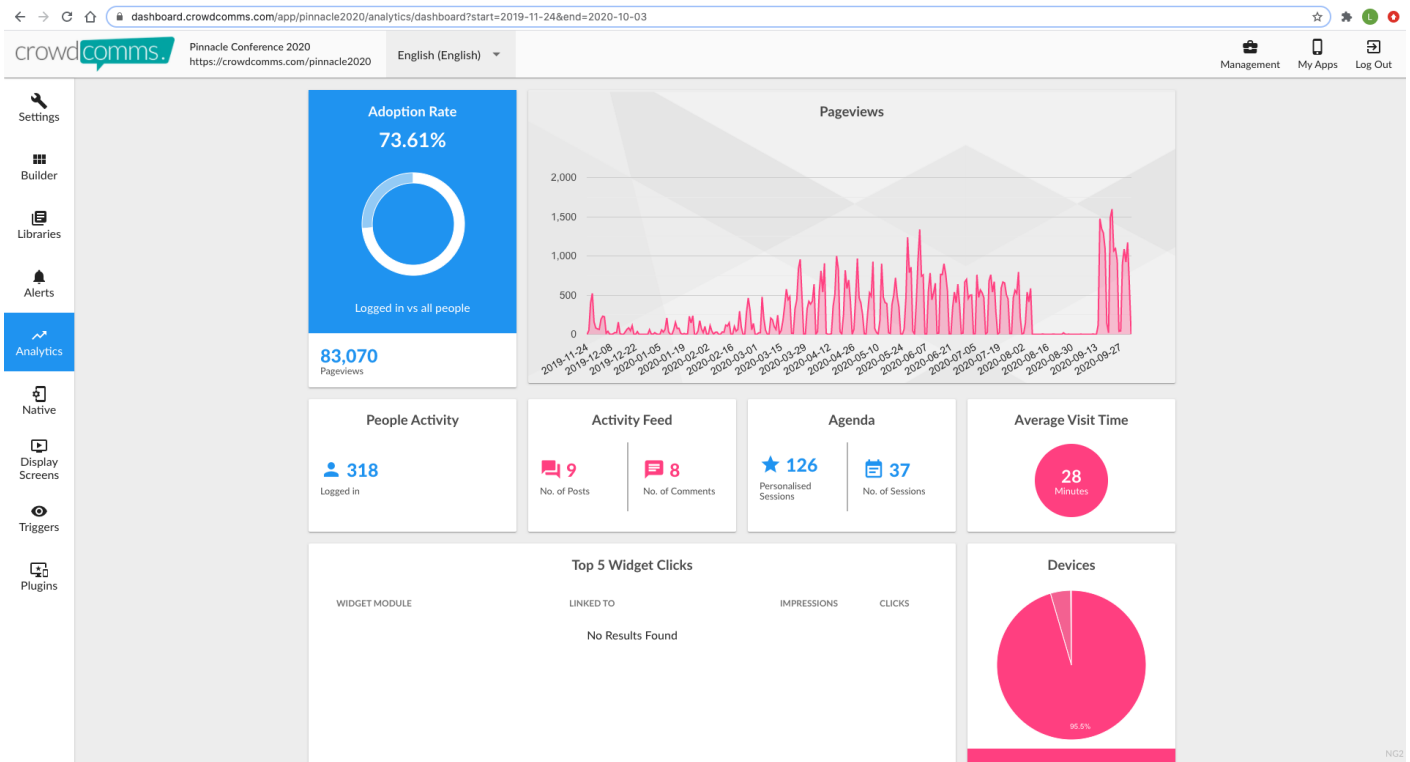 dashboard.crowdcomms.com/app/pinnacle2020/analytics/dashboard?start=2019-11-24&end=2020-10-03
L
crowdcomms.
Pinnacle Conference 2020
https://crowdcomms.com/pinnacle2020
English (English)
Management
My Apps
Log Out
Settings
Builder
Libraries
Alerts
Analytics
Native
Display
Screens
Triggers
Plugins
Adoption Rate
73.61%
Logged in vs all people
83,070
Pageviews
Pageviews
2,000
1,500
1,000
500
0
2019-11-24
2019-12-08
2019-12-22
2020-01-05
2020-01-19
2020-02-02
2020-02-16
2020-03-01
2020-03-15
2020-03-29
2020-04-12
2020-04-26
2020-05-10
2020-05-24
2020-06-07
2020-06-21
2020-07-05
2020-07-19
2020-08-02
2020-08-16
2020-08-30
2020-09-13
2020-09-27
People Activity
318
Logged in
Activity Feed
9
No. of Posts
8
No. of Comments
Agenda
126
Personalised
Sessions
37
No. of Sessions
Average Visit Time
28
Minutes
Top 5 Widget Clicks
WIDGET MODULE LINKED TO IMPRESSIONS CLICKS
No Results Found
Devices
95.5%
NG2